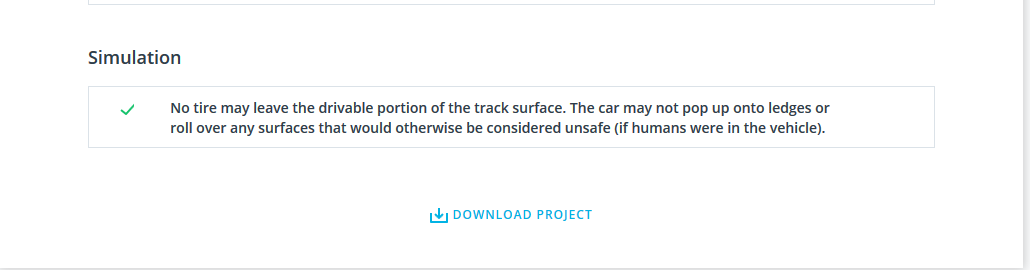 Simulation
No tire may leave the drivable portion of the track surface. The car may not pop up onto ledges or
roll over any surfaces that would otherwise be considered unsafe (if humans were in the vehicle).
DOWNLOAD PROJECT